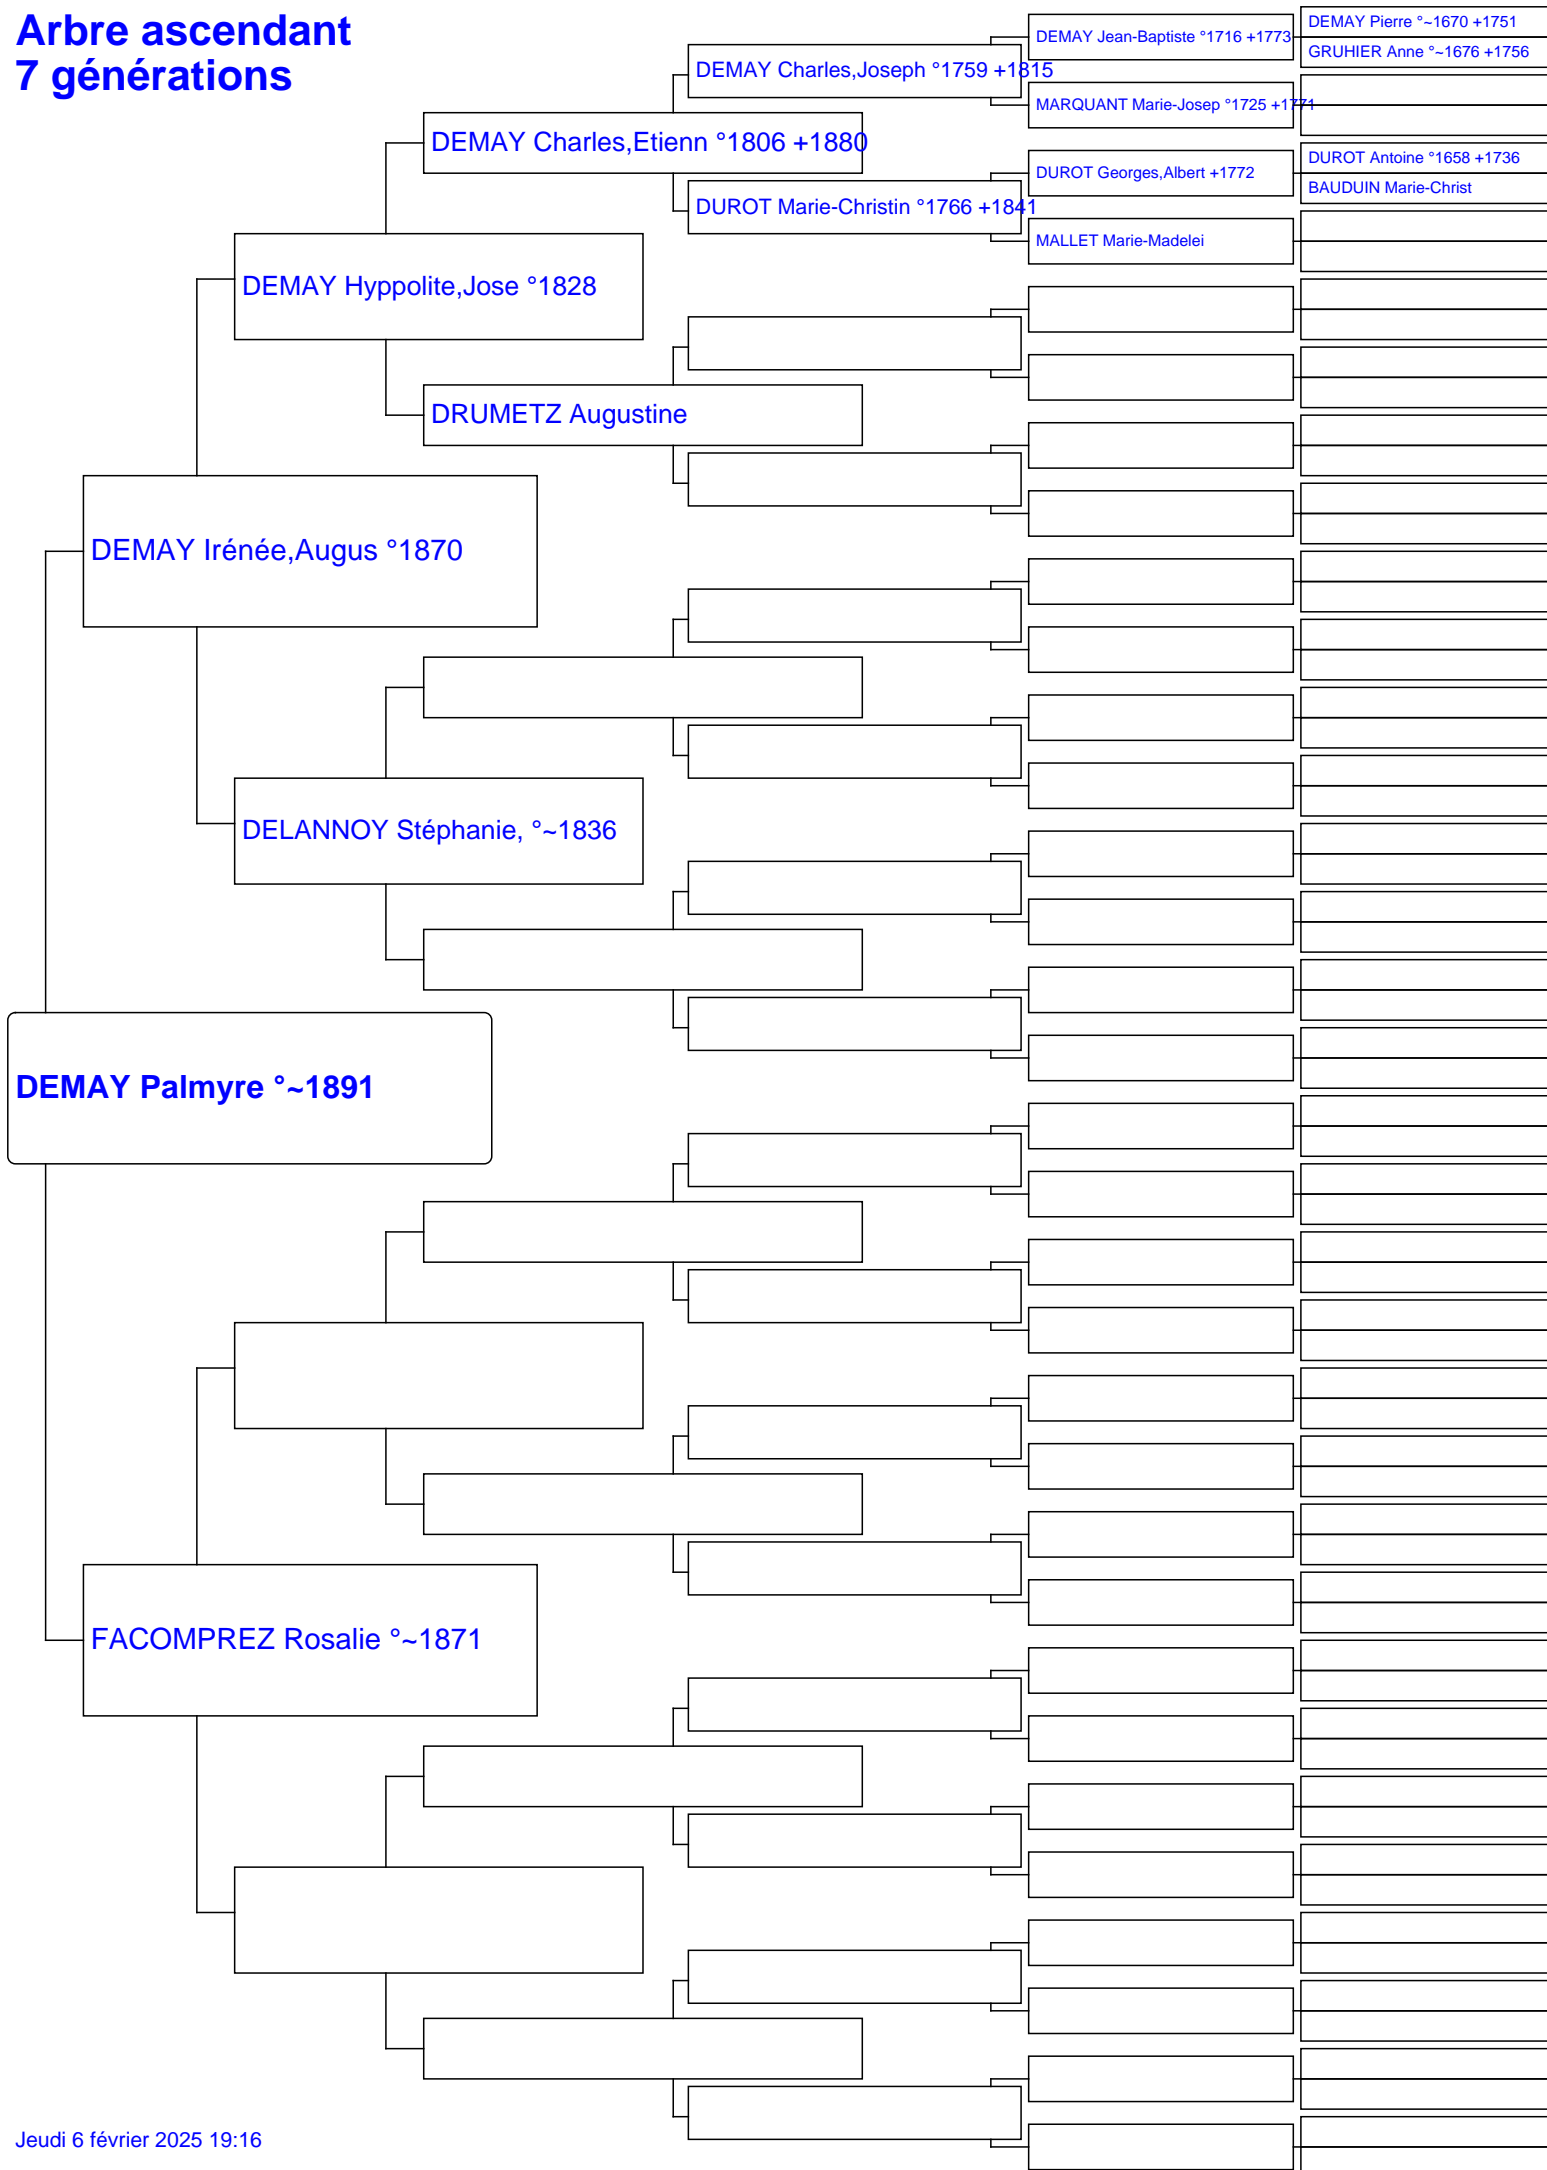 Arbre ascendant
7 générations
DEMAY Pierre °~1670 +1751
DEMAY Jean-Baptiste °1716 +1773
GRUHIER Anne °~1676 +1756
DEMAY Charles,Joseph °1759 +1815
MARQUANT Marie-Josep °1725 +1771
DEMAY Charles,Etienn °1806 +1880
DUROT Antoine °1658 +1736
DUROT Georges,Albert +1772
BAUDUIN Marie-Christ
DUROT Marie-Christin °1766 +1841
MALLET Marie-Madelei
DEMAY Hyppolite,Jose °1828
DRUMETZ Augustine
DEMAY Irénée,Augus °1870
DELANNOY Stéphanie, °~1836
DEMAY Palmyre °~1891
FACOMPREZ Rosalie °~1871
Jeudi 6 février 2025 19:16